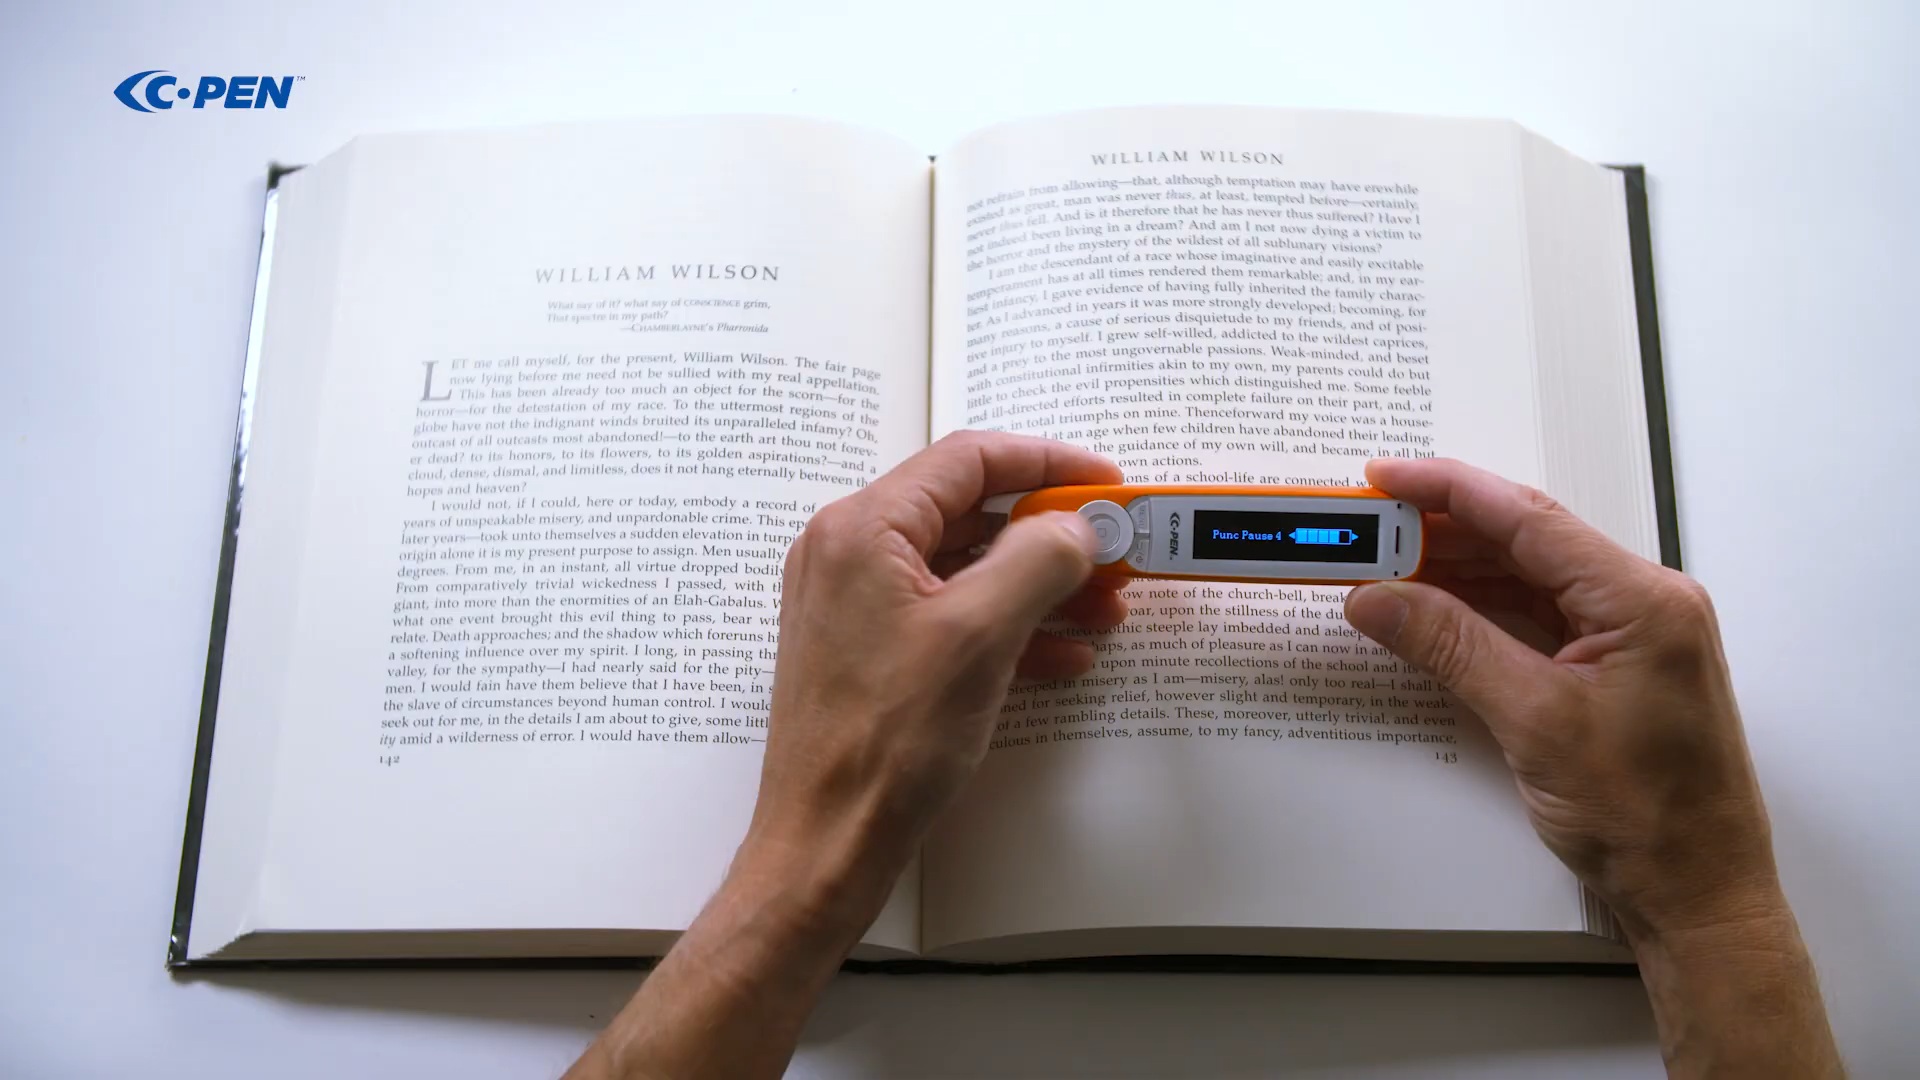 C·PEN™
WILLIAM WILSON
What say of it? what say of CONSCIENCE grim,
That spectre in my path?
—CHAMBERLAYNE's Pharronida
LET me call myself, for the present, William Wilson. The fair page
now lying before me need not be sullied with my real appellation.
This has been already too much an object for the scorn—for the
horror—for the detestation of my race. To the uttermost regions of the
globe have not the indignant winds bruited its unparalleled infamy? Oh,
outcast of all outcasts most abandoned!—to the earth art thou not forev-
er dead? to its honors, to its flowers, to its golden aspirations?—and a
cloud, dense, dismal, and limitless, does it not hang eternally between
hopes and heaven?
I would not, if I could, here or today, embody a record of
years of unspeakable misery, and unpardonable crime. This
later years—took unto themselves a sudden elevation in
origin alone it is my present purpose to assign. Men usually
degrees. From me, in an instant, all virtue dropped bodily
From comparatively trivial wickedness I passed, with
giant, into more than the enormities of an Elah-Gabalus.
what one event brought this evil thing to pass, bear
relate. Death approaches; and the shadow which foreruns
a softening influence over my spirit. I long, in passing
valley, for the sympathy—I had nearly said for the pity—
men. I would fain have them believe that I have been, in
the slave of circumstances beyond human control. I would
seek out for me, in the details I am about to give, some
ity amid a wilderness of error. I would have them allow—
142
WILLIAM WILSON
not refrain from allowing—that, although temptation may have erewhile
existed as great, man was never thus, at least, tempted before—certainly,
never thus fell. And is it therefore that he has never thus suffered? Have I
not indeed been living in a dream? And am I not now dying a victim to
the horror and the mystery of the wildest of all sublunary visions?
I am the descendant of a race whose imaginative and easily excitable
temperament has at all times rendered them remarkable; and, in my ear-
liest infancy, I gave evidence of having fully inherited the family charac-
ter. As I advanced in years it was more strongly developed; becoming, for
many reasons, a cause of serious disquietude to my friends, and of posi-
tive injury to myself. I grew self-willed, addicted to the wildest caprices,
and a prey to the most ungovernable passions. Weak-minded, and beset
with constitutional infirmities akin to my own, my parents could do but
little to check the evil propensities which distinguished me. Some feeble
and ill-directed efforts resulted in complete failure on their part, and, of
in total triumph on mine. Thenceforward my voice was a house-
at an age when few children have abandoned their leading-
the guidance of my own will, and became, in all but
own actions.
of a school-life are connected
C·PEN
Punc Pause 4
note of the church-bell,
roar, upon the stillness of the
Gothic steeple lay imbedded and
as much of pleasure as I can now in
upon minute recollections of the school and
Steeped in misery as I am—misery, alas! only too real—I shall
for seeking relief, however slight and temporary, in the weak-
of a few rambling details. These, moreover, utterly trivial, and even
in themselves, assume, to my fancy, adventitious importance,
143